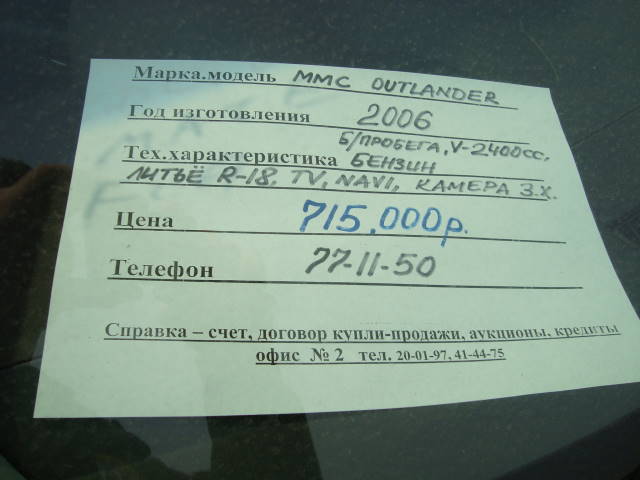 Марка.модель MMC OUTLANDER
Год изготовления 2006
Б/ПРОБЕГА, V-2400СС,
Тех.характеристика БЕНЗИН
ЛИТЬЁ R-18, TV, NAVI, КАМЕРА З.Х.
Цена 715,000р.
Телефон 77-11-50
Справка – счет, договор купли-продажи, аукционы, кредиты
офис № 2 тел. 20-01-97, 41-44-75